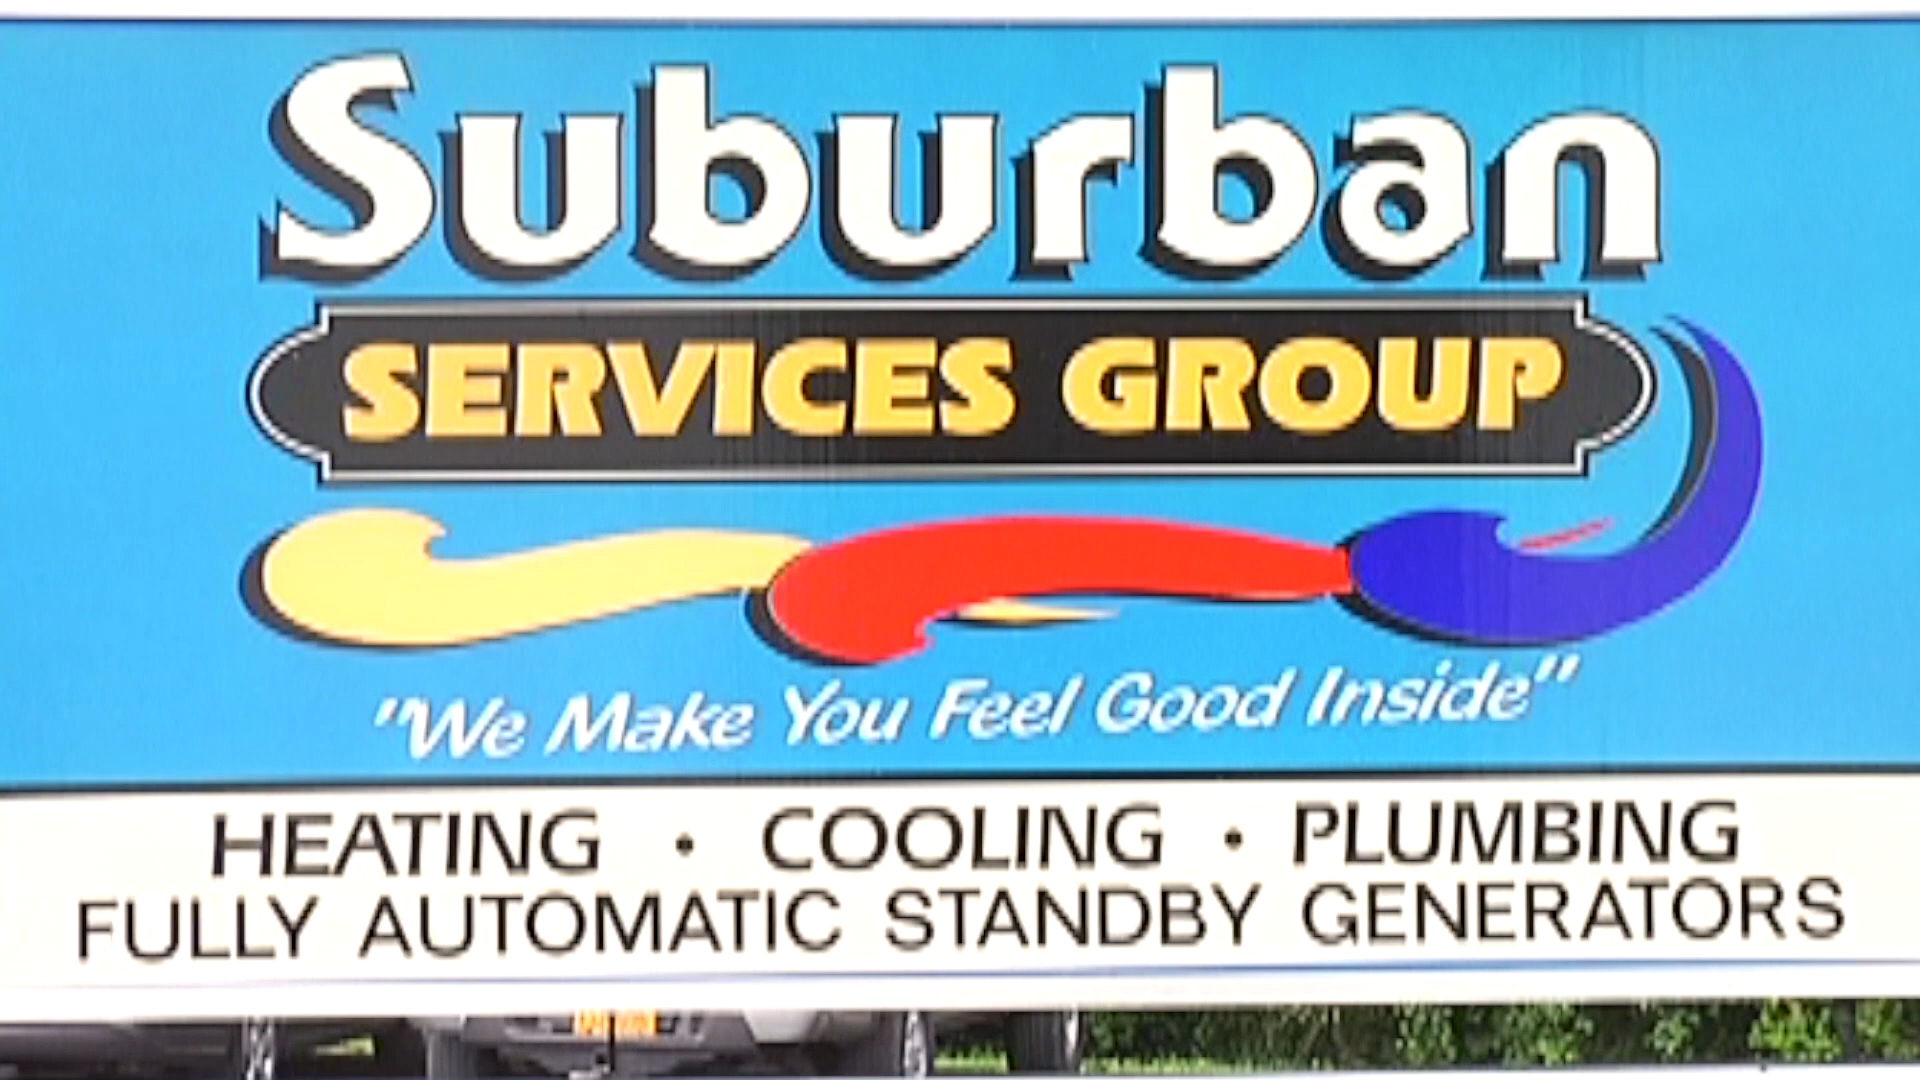 Suburban
SERVICES GROUP
"We Make You Feel Good Inside"
HEATING • COOLING • PLUMBING
FULLY AUTOMATIC STANDBY GENERATORS